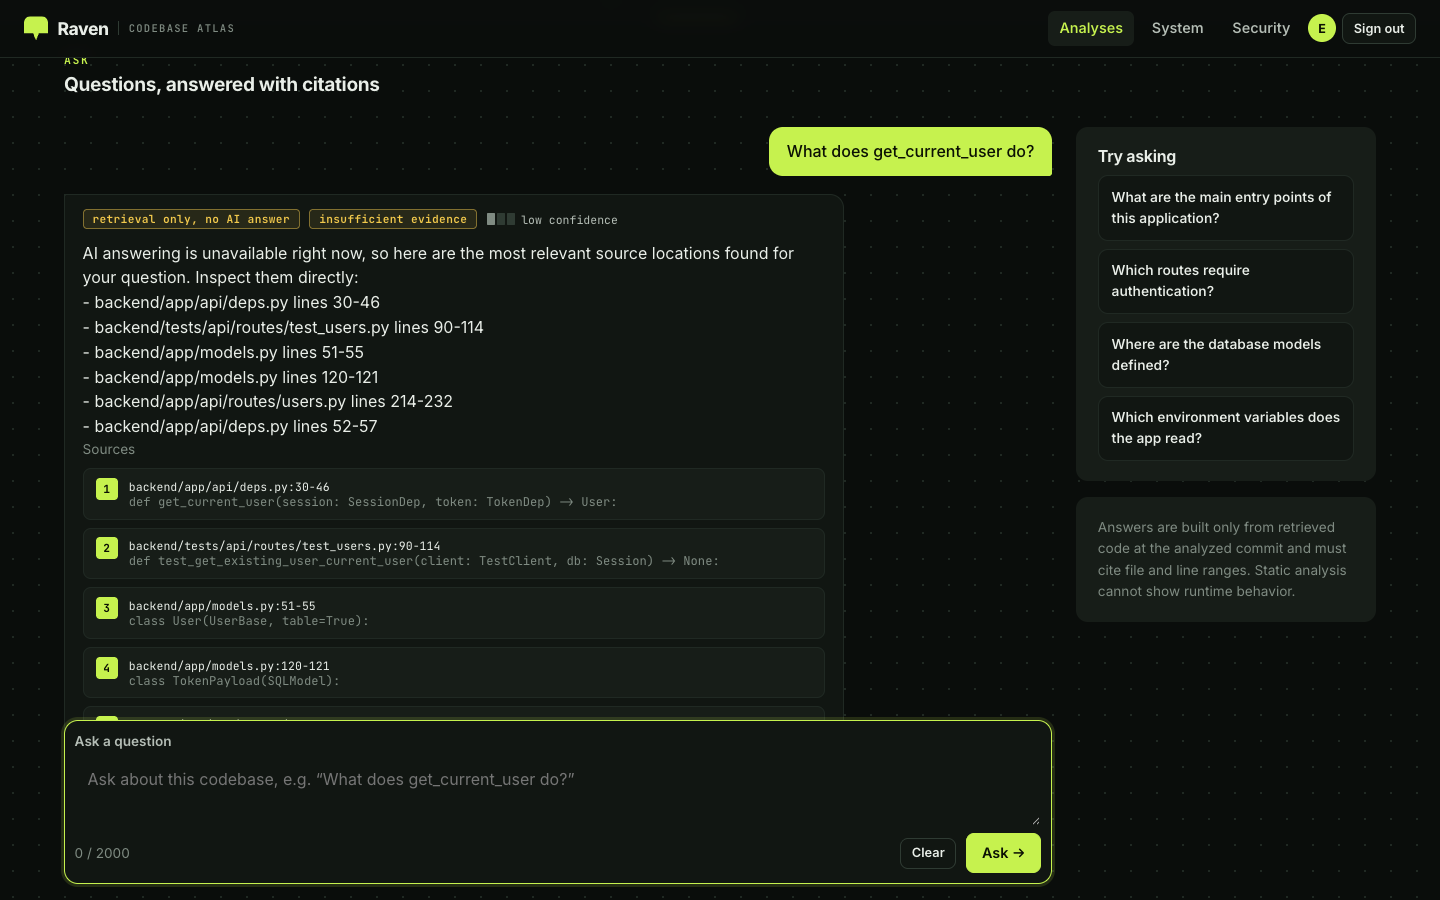 Raven
CODEBASE ATLAS
Analyses
System
Security
E
Sign out
ASK
Questions, answered with citations
What does get_current_user do?
retrieval only, no AI answer
insufficient evidence
low confidence
AI answering is unavailable right now, so here are the most relevant source locations found for
your question. Inspect them directly:
- backend/app/api/deps.py lines 30-46
- backend/tests/api/routes/test_users.py lines 90-114
- backend/app/models.py lines 51-55
- backend/app/models.py lines 120-121
- backend/app/api/routes/users.py lines 214-232
- backend/app/api/deps.py lines 52-57
Sources
1
backend/app/api/deps.py:30-46
def get_current_user(session: SessionDep, token: TokenDep) -> User:
2
backend/tests/api/routes/test_users.py:90-114
def test_get_existing_user_current_user(client: TestClient, db: Session) -> None:
3
backend/app/models.py:51-55
class User(UserBase, table=True):
4
backend/app/models.py:120-121
class TokenPayload(SQLModel):
Ask a question
Ask about this codebase, e.g. “What does get_current_user do?”
0 / 2000
Clear
Ask →
Try asking
What are the main entry points of
this application?
Which routes require
authentication?
Where are the database models
defined?
Which environment variables does
the app read?
Answers are built only from retrieved
code at the analyzed commit and must
cite file and line ranges. Static analysis
cannot show runtime behavior.